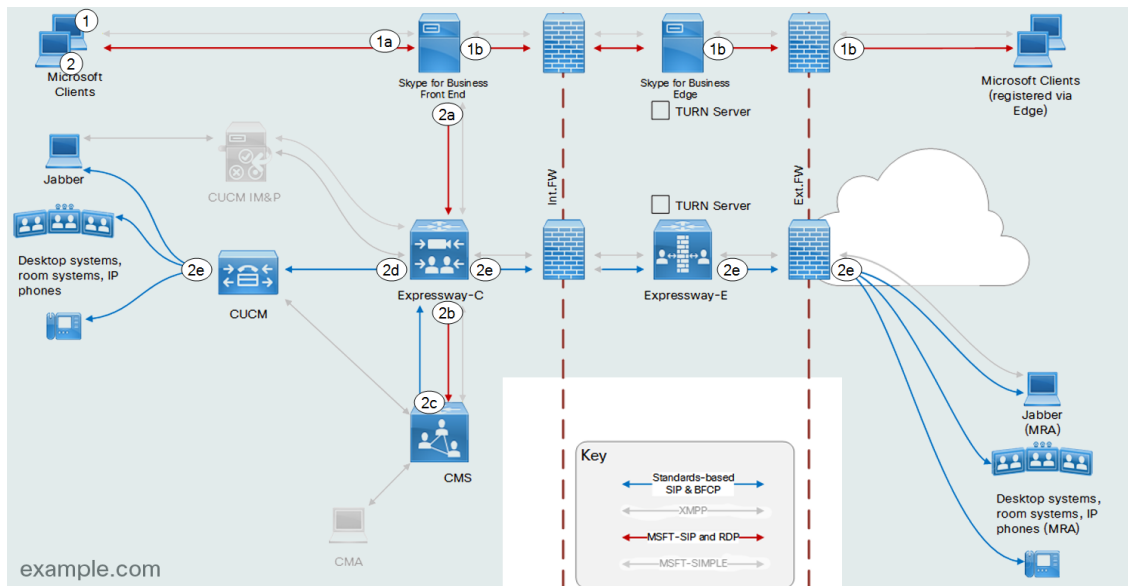 1
2
Microsoft
Clients
1a
1b
Skype for Business
Front End
1b
Skype for Business
Edge
TURN Server
1b
Microsoft Clients
(registered via
Edge)
2a
Jabber
CUCM IM&P
Int.FW
Ext.FW
TURN Server
Desktop systems,
room systems, IP
phones
2e
CUCM
2d
2e
Expressway-C
2e
Expressway-E
2e
2b
2c
CMS
CMA
Jabber
(MRA)
Desktop systems,
room systems, IP
phones (MRA)
Key
Standards-based
SIP & BFCP
XMPP
MSFT-SIP and RDP
MSFT-SIMPLE
example.com